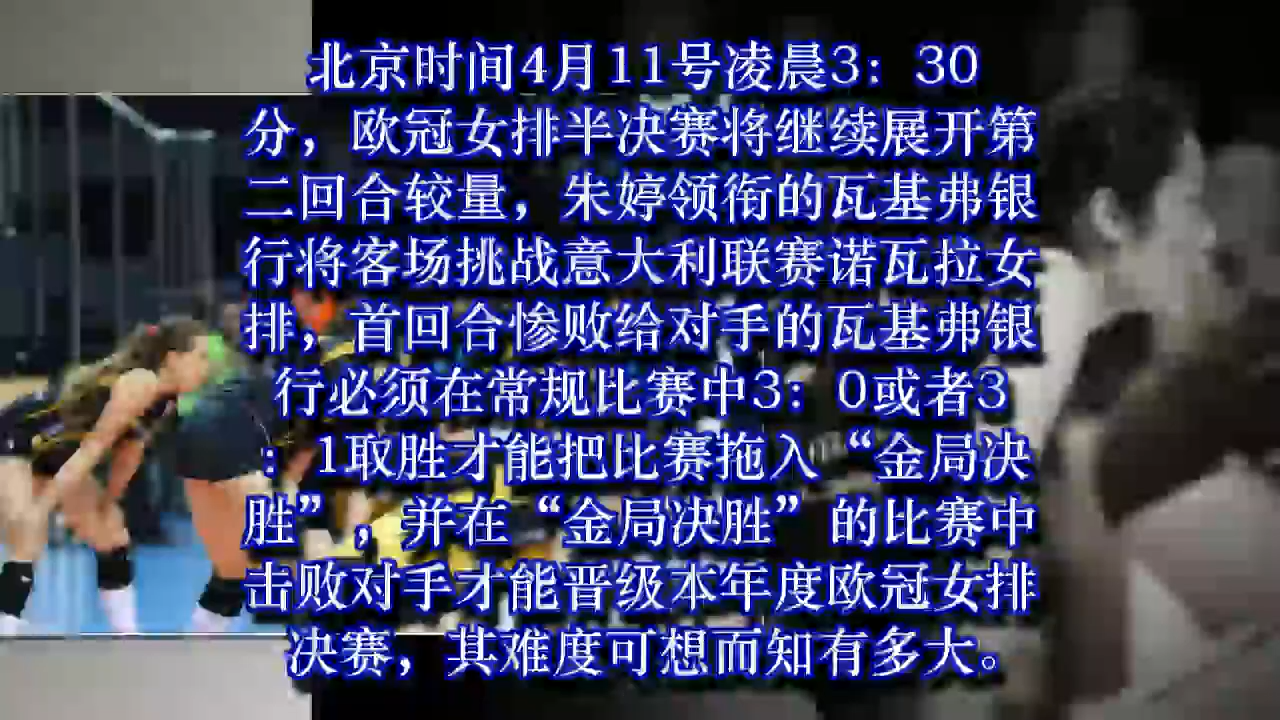 北京时间4月11号凌晨3：30
分，欧冠女排半决赛将继续展开第
二回合较量，朱婷领衔的瓦基弗银
行将客场挑战意大利联赛诺瓦拉女
排，首回合惨败给对手的瓦基弗银
行必须在常规比赛中3：0或者3
：1取胜才能把比赛拖入“金局决
胜”，并在“金局决胜”的比赛中
击败对手才能晋级本年度欧冠女排
决赛，其难度可想而知有多大。